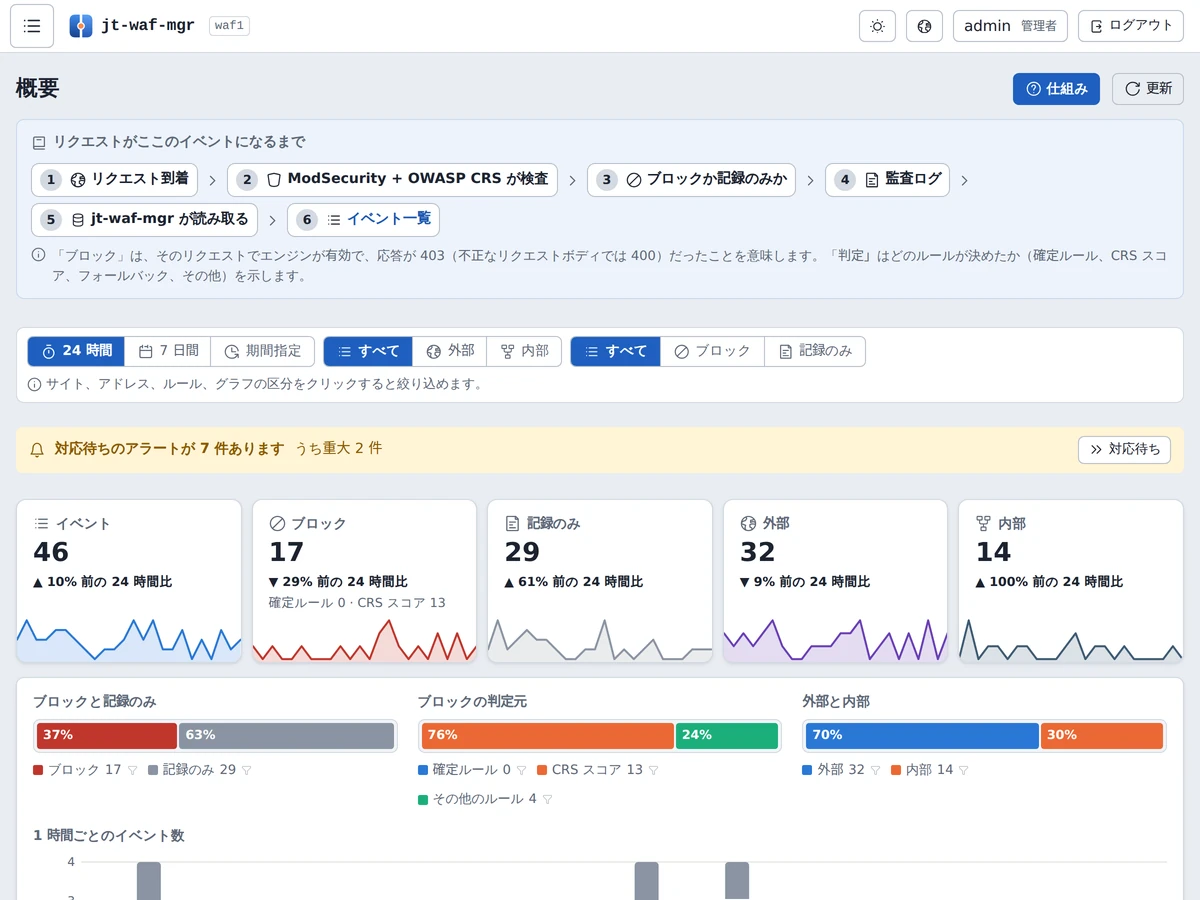 jt-waf-mgr waf1 admin 管理者 ログアウト
概要 仕組み 更新
リクエストがここのイベントになるまで
1 リクエスト到着 2 ModSecurity + OWASP CRS が検査 3 ブロックか記録のみか 4 監査ログ
5 jt-waf-mgr が読み取る 6 イベント一覧
「ブロック」は、そのリクエストでエンジンが有効で、応答が 403（不正なリクエストボディでは 400）だったことを意味します。「判定」はどのルールが決めたか（確定ルール、CRS スコ
ア、フォールバック、その他）を示します。
24 時間 7 日間 期間指定 すべて 外部 内部 すべて ブロック 記録のみ
サイト、アドレス、ルール、グラフの区分をクリックすると絞り込めます。
対応待ちのアラートが 7 件あります うち重大 2 件 対応待ち
イベント ブロック 記録のみ 外部 内部
46 17 29 32 14
▲ 10% 前の 24 時間比 ▼ 29% 前の 24 時間比 ▲ 61% 前の 24 時間比 ▼ 9% 前の 24 時間比 ▲ 100% 前の 24 時間比
確定ルール 0 · CRS スコア 13
ブロックと記録のみ ブロックの判定元 外部と内部
37% 63% 76% 24% 70% 30%
ブロック 17 記録のみ 29 確定ルール 0 CRS スコア 13 外部 32 内部 14
その他のルール 4
1 時間ごとのイベント数
4